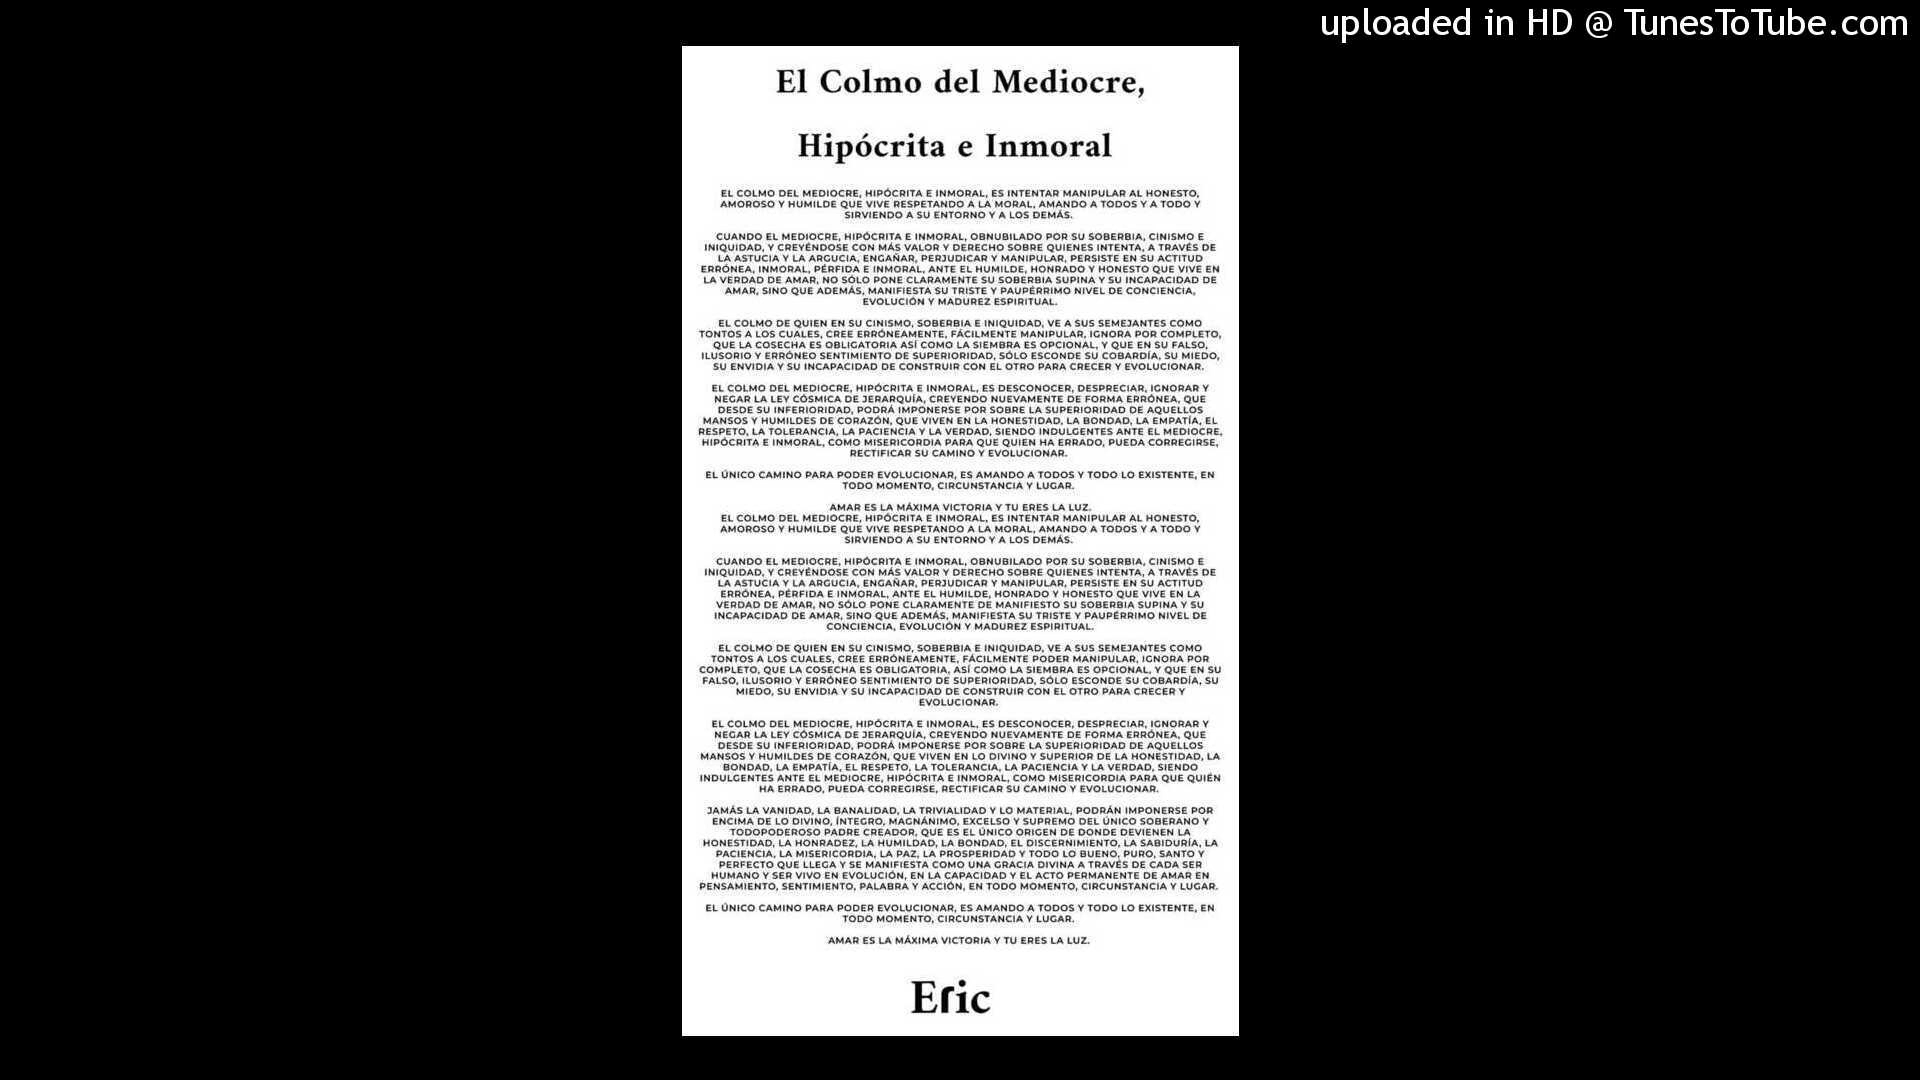 uploaded in HD @ TunesToTube.com
El Colmo del Mediocre,
Hipócrita e Inmoral
EL COLMO DEL MEDIOCRE, HIPÓCRITA E INMORAL, ES INTENTAR MANIPULAR AL HONESTO,
AMOROSO Y HUMILDE QUE VIVE RESPETANDO A LA MORAL, AMANDO A TODOS Y A TODO Y
SIRVIENDO A SU ENTORNO Y A LOS DEMÁS.
CUANDO EL MEDIOCRE, HIPÓCRITA E INMORAL, OBNUBILADO POR SU SOBERBIA, CINISMO E
INIQUIDAD, Y CREYÉNDOSE CON MÁS VALOR Y DERECHO SOBRE QUIENES INTENTA, A TRAVÉS DE
LA ASTUCIA Y LA ARGUCIA, ENGAÑAR, PERJUDICAR Y MANIPULAR, PERSISTE EN SU ACTITUD
ERRÓNEA, INMORAL, PÉRFIDA E INMORAL, ANTE EL HUMILDE, HONRADO Y HONESTO QUE VIVE EN
LA VERDAD DE AMAR, NO SÓLO PONE CLARAMENTE SU SOBERBIA SUPINA Y SU INCAPACIDAD DE
AMAR, SINO QUE ADEMÁS, MANIFIESTA SU TRISTE Y PAUPÉRRIMO NIVEL DE CONCIENCIA,
EVOLUCIÓN Y MADUREZ ESPIRITUAL.
EL COLMO DE QUIEN EN SU CINISMO, SOBERBIA E INIQUIDAD, VE A SUS SEMEJANTES COMO
TONTOS A LOS CUALES, CREE ERRÓNEAMENTE, FÁCILMENTE MANIPULAR, IGNORA POR COMPLETO,
QUE LA COSECHA ES OBLIGATORIA ASÍ COMO LA SIEMBRA ES OPCIONAL, Y QUE EN SU FALSO,
ILUSORIO Y ERRÓNEO SENTIMIENTO DE SUPERIORIDAD, SÓLO ESCONDE SU COBARDÍA, SU MIEDO,
SU ENVIDIA Y SU INCAPACIDAD DE CONSTRUIR CON EL OTRO PARA CRECER Y EVOLUCIONAR.
EL COLMO DEL MEDIOCRE, HIPÓCRITA E INMORAL, ES DESCONOCER, DESPRECIAR, IGNORAR Y
NEGAR LA LEY CÓSMICA DE JERARQUÍA, CREYENDO NUEVAMENTE DE FORMA ERRÓNEA, QUE
DESDE SU INFERIORIDAD, PODRÁ IMPONERSE POR SOBRE LA SUPERIORIDAD DE AQUELLOS
MANSOS Y HUMILDES DE CORAZÓN, QUE VIVEN EN LA HONESTIDAD, LA BONDAD, LA EMPATÍA, EL
RESPETO, LA TOLERANCIA, LA PACIENCIA Y LA VERDAD, SIENDO INDULGENTES ANTE EL MEDIOCRE,
HIPÓCRITA E INMORAL, COMO MISERICORDIA PARA QUE QUIEN HA ERRADO, PUEDA CORREGIRSE,
RECTIFICAR SU CAMINO Y EVOLUCIONAR.
EL ÚNICO CAMINO PARA PODER EVOLUCIONAR, ES AMANDO A TODOS Y TODO LO EXISTENTE, EN
TODO MOMENTO, CIRCUNSTANCIA Y LUGAR.
AMAR ES LA MÁXIMA VICTORIA Y TU ERES LA LUZ.
EL COLMO DEL MEDIOCRE, HIPÓCRITA E INMORAL, ES INTENTAR MANIPULAR AL HONESTO,
AMOROSO Y HUMILDE QUE VIVE RESPETANDO A LA MORAL, AMANDO A TODOS Y A TODO Y
SIRVIENDO A SU ENTORNO Y A LOS DEMÁS.
CUANDO EL MEDIOCRE, HIPÓCRITA E INMORAL, OBNUBILADO POR SU SOBERBIA, CINISMO E
INIQUIDAD, Y CREYÉNDOSE CON MÁS VALOR Y DERECHO SOBRE QUIENES INTENTA, A TRAVÉS DE
LA ASTUCIA Y LA ARGUCIA, ENGAÑAR, PERJUDICAR Y MANIPULAR, PERSISTE EN SU ACTITUD
ERRÓNEA, PÉRFIDA E INMORAL, ANTE EL HUMILDE, HONRADO Y HONESTO QUE VIVE EN LA
VERDAD DE AMAR, NO SÓLO PONE CLARAMENTE DE MANIFIESTO SU SOBERBIA SUPINA Y SU
INCAPACIDAD DE AMAR, SINO QUE ADEMÁS, MANIFIESTA SU TRISTE Y PAUPÉRRIMO NIVEL DE
CONCIENCIA, EVOLUCIÓN Y MADUREZ ESPIRITUAL.
EL COLMO DE QUIEN EN SU CINISMO, SOBERBIA E INIQUIDAD, VE A SUS SEMEJANTES COMO
TONTOS A LOS CUALES, CREE ERRÓNEAMENTE, FÁCILMENTE PODER MANIPULAR, IGNORA POR
COMPLETO, QUE LA COSECHA ES OBLIGATORIA, ASÍ COMO LA SIEMBRA ES OPCIONAL, Y QUE EN SU
FALSO, ILUSORIO Y ERRÓNEO SENTIMIENTO DE SUPERIORIDAD, SÓLO ESCONDE SU COBARDÍA, SU
MIEDO, SU ENVIDIA Y SU INCAPACIDAD DE CONSTRUIR CON EL OTRO PARA CRECER Y
EVOLUCIONAR.
EL COLMO DEL MEDIOCRE, HIPÓCRITA E INMORAL, ES DESCONOCER, DESPRECIAR, IGNORAR Y
NEGAR LA LEY CÓSMICA DE JERARQUÍA, CREYENDO NUEVAMENTE DE FORMA ERRÓNEA, QUE
DESDE SU INFERIORIDAD, PODRÁ IMPONERSE POR SOBRE LA SUPERIORIDAD DE AQUELLOS
MANSOS Y HUMILDES DE CORAZÓN, QUE VIVEN EN LO DIVINO Y SUPERIOR DE LA HONESTIDAD, LA
BONDAD, LA EMPATÍA, EL RESPETO, LA TOLERANCIA, LA PACIENCIA Y LA VERDAD, SIENDO
INDULGENTES ANTE EL MEDIOCRE, HIPÓCRITA E INMORAL, COMO MISERICORDIA PARA QUE QUIÉN
HA ERRADO, PUEDA CORREGIRSE, RECTIFICAR SU CAMINO Y EVOLUCIONAR.
JAMÁS LA VANIDAD, LA BANALIDAD, LA TRIVIALIDAD Y LO MATERIAL, PODRÁN IMPONERSE POR
ENCIMA DE LO DIVINO, ÍNTEGRO, MAGNÁNIMO, EXCELSO Y SUPREMO DEL ÚNICO SOBERANO Y
TODOPODEROSO PADRE CREADOR, QUE ES EL ÚNICO ORIGEN DE DONDE DEVIENEN LA
HONESTIDAD, LA HONRADEZ, LA HUMILDAD, LA BONDAD, EL DISCERNIMIENTO, LA SABIDURÍA, LA
PACIENCIA, LA MISERICORDIA, LA PAZ, LA PROSPERIDAD Y TODO LO BUENO, PURO, SANTO Y
PERFECTO QUE LLEGA Y SE MANIFIESTA COMO UNA GRACIA DIVINA A TRAVÉS DE CADA SER
HUMANO Y SER VIVO EN EVOLUCIÓN, EN LA CAPACIDAD Y EL ACTO PERMANENTE DE AMAR EN
PENSAMIENTO, SENTIMIENTO, PALABRA Y ACCIÓN, EN TODO MOMENTO, CIRCUNSTANCIA Y LUGAR.
EL ÚNICO CAMINO PARA PODER EVOLUCIONAR, ES AMANDO A TODOS Y TODO LO EXISTENTE, EN
TODO MOMENTO, CIRCUNSTANCIA Y LUGAR.
AMAR ES LA MÁXIMA VICTORIA Y TU ERES LA LUZ.
Eric